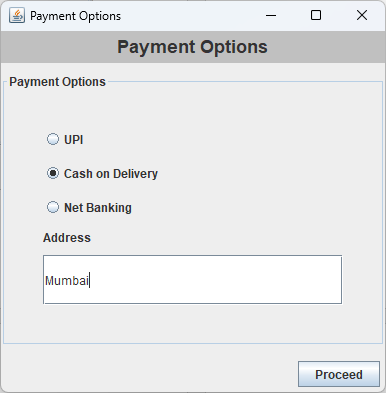 Payment Options
Payment Options
Payment Options
UPI
Cash on Delivery
Net Banking
Address
Mumbai
Proceed